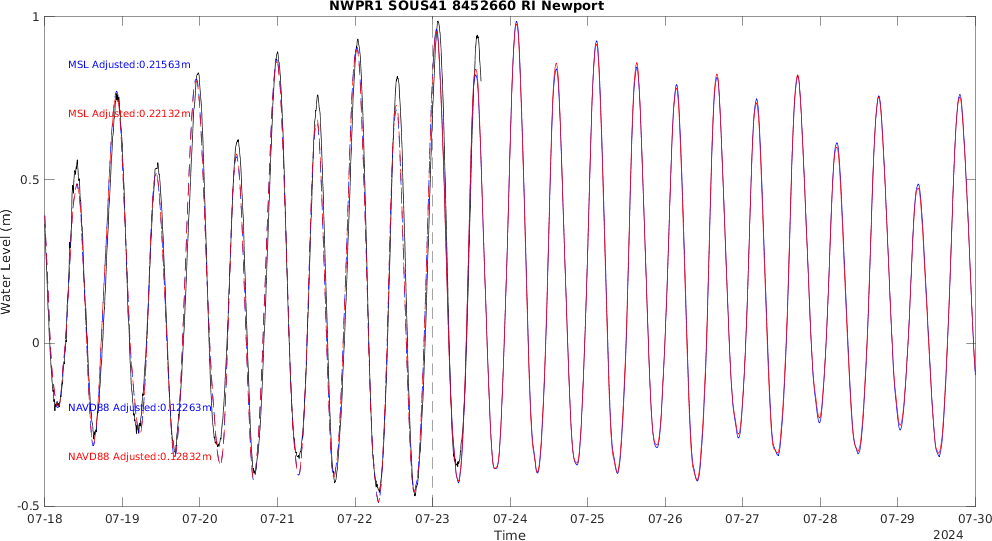 NWPR1 SOUS41 8452660 RI Newport
1
MSL Adjusted:0.21563m
MSL Adjusted:0.22132m
0.5
Water Level (m)
0
NAVD88 Adjusted:0.12263m
NAVD88 Adjusted:0.12832m
-0.5
07-18 07-19 07-20 07-21 07-22 07-23 07-24 07-25 07-26 07-27 07-28 07-29 07-30
Time
2024